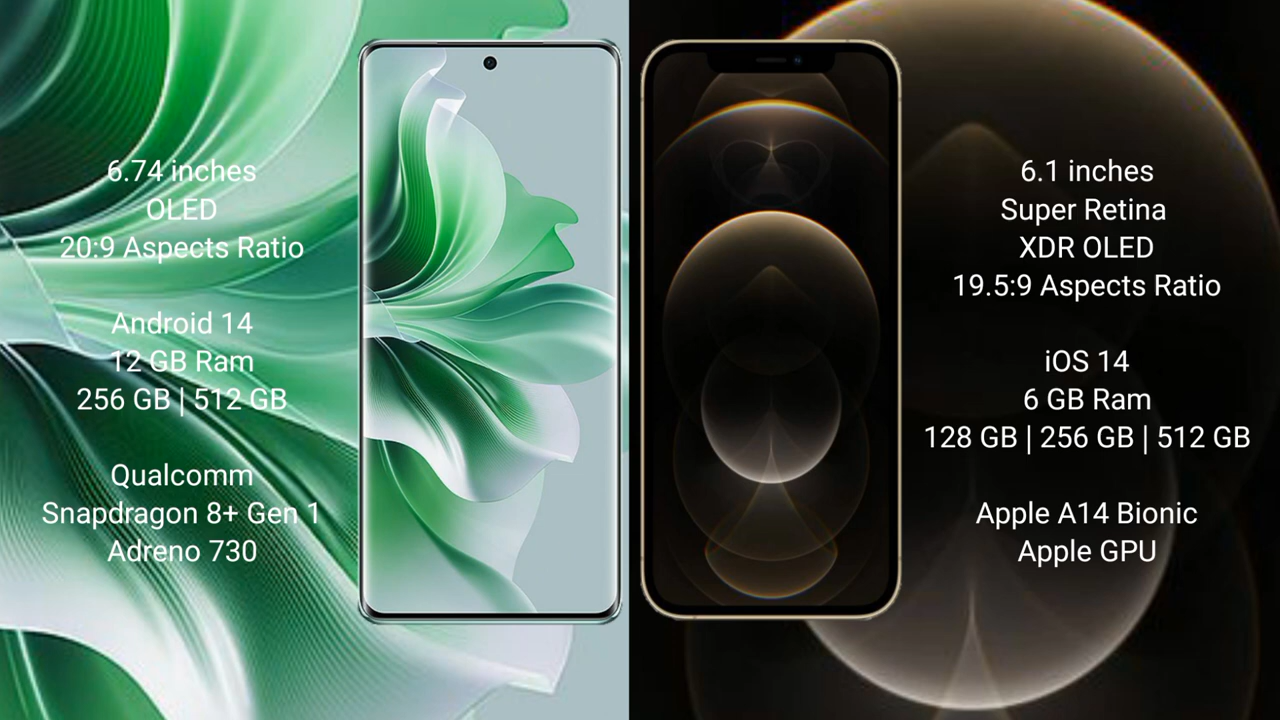 6.74 inches
OLED
20:9 Aspects Ratio
Android 14
12 GB Ram
256 GB | 512 GB
Qualcomm
Snapdragon 8+ Gen 1
Adreno 730
6.1 inches
Super Retina
XDR OLED
19.5:9 Aspects Ratio
iOS 14
6 GB Ram
128 GB | 256 GB | 512 GB
Apple A14 Bionic
Apple GPU